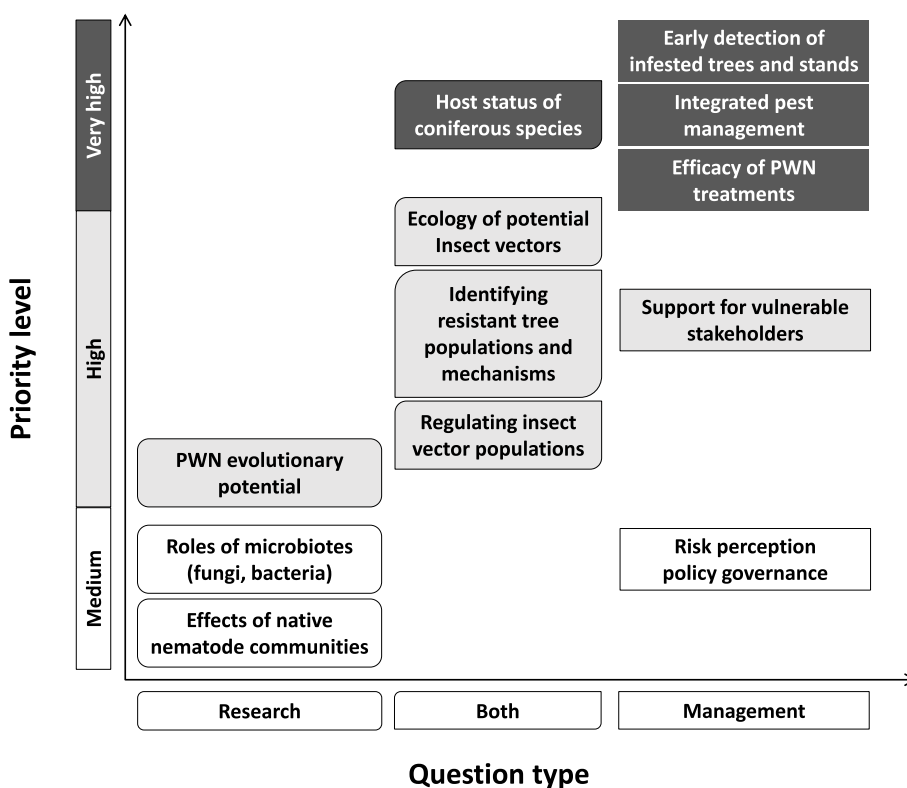 Priority level
Very high
High
Medium
Early detection of
infested trees and stands
Host status of
coniferous species
Integrated pest
management
Efficacy of PWN
treatments
Ecology of potential
Insect vectors
Identifying
resistant tree
populations and
mechanisms
Support for vulnerable
stakeholders
Regulating insect
vector populations
PWN evolutionary
potential
Roles of microbiotes
(fungi, bacteria)
Risk perception
policy governance
Effects of native
nematode communities
Research
Both
Management
Question type